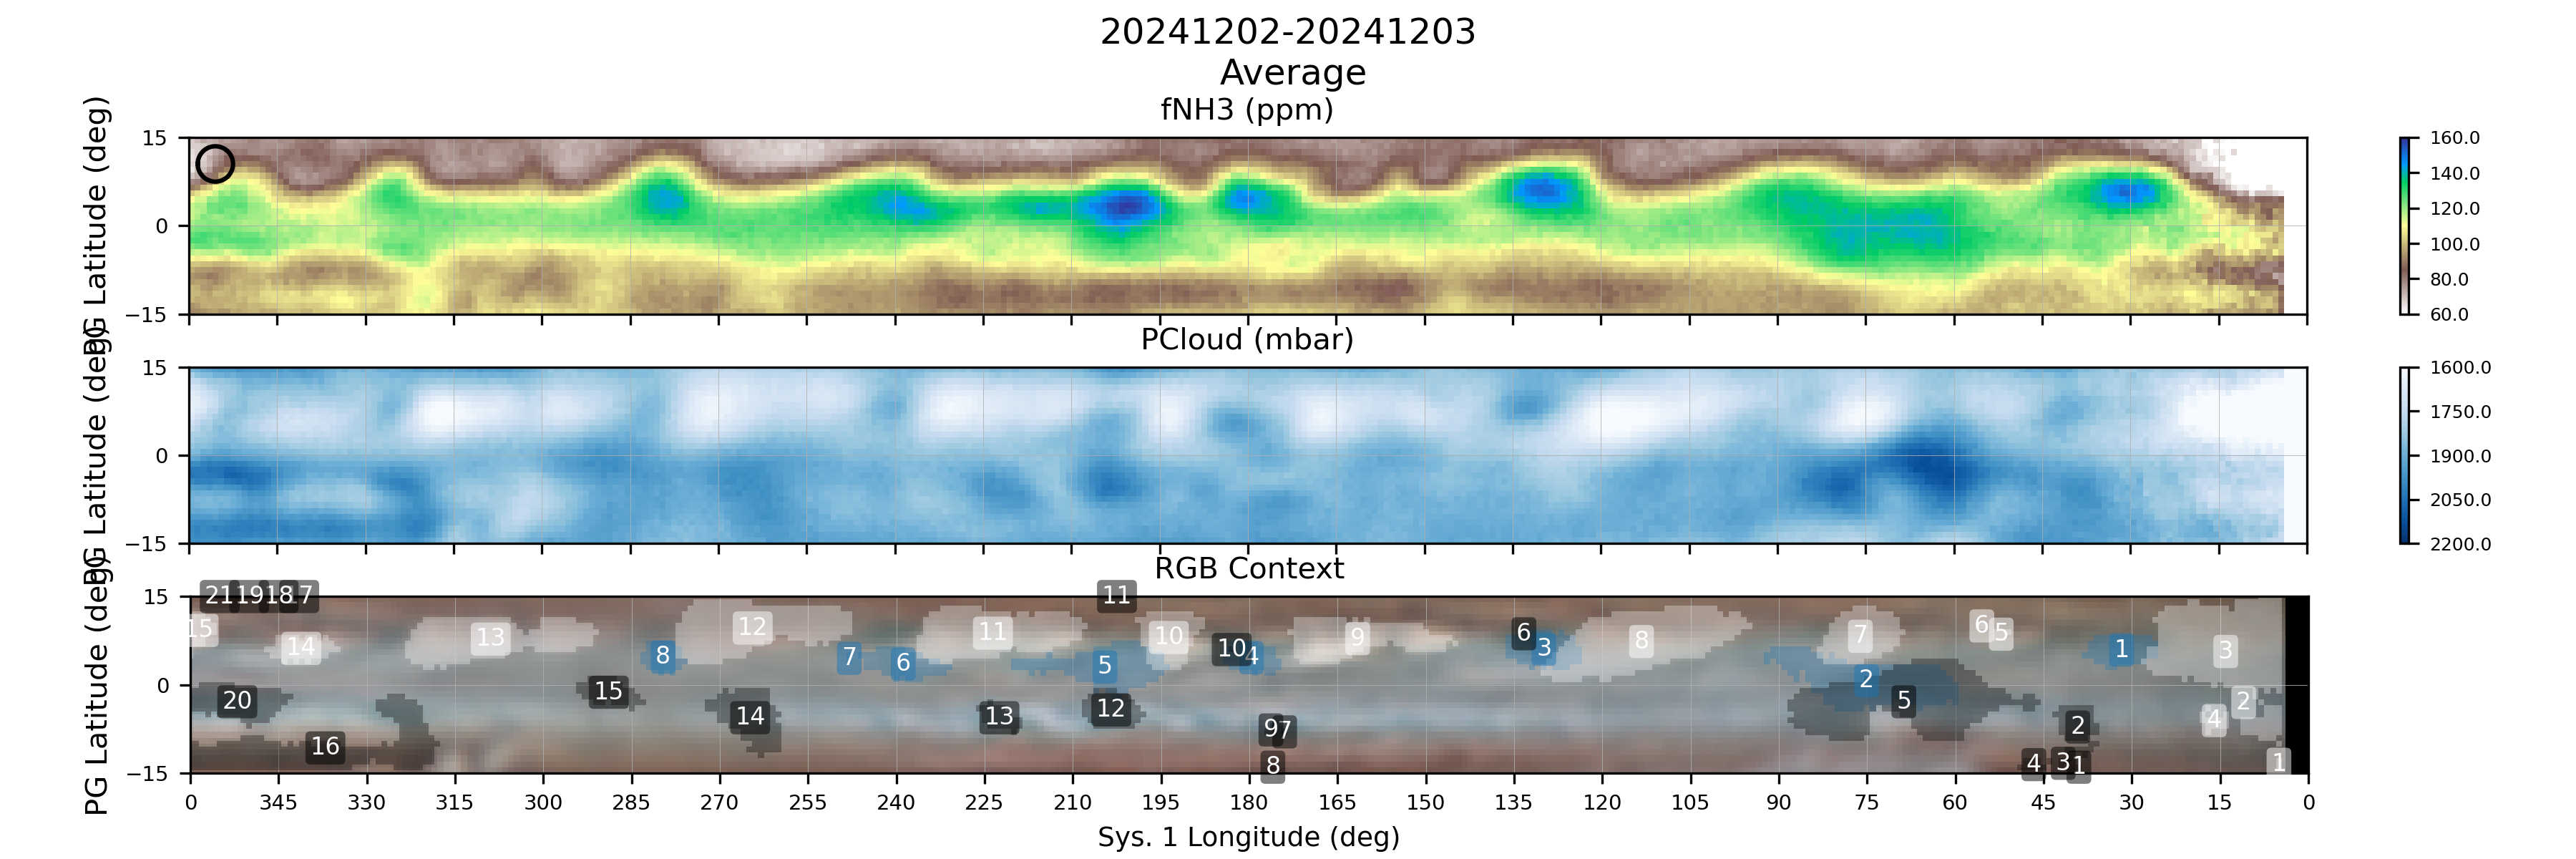 20241202-20241203
Average
fNH3 (ppm)
PG Latitude (deg)
15
0
−15
160.0
140.0
120.0
100.0
80.0
60.0
PCloud (mbar)
PG Latitude (deg)
15
0
−15
1600.0
1750.0
1900.0
2050.0
2200.0
RGB Context
PG Latitude (deg)
15
0
−15
21 19 18 7 11
15 14 13 12 11 10 9 8 7 6 5 3 2 4 1
8 7 6 5 4 3 2 1
10 6
20 15 14 13 12 5 2
16 9 7 8 4 3 1
0 345 330 315 300 285 270 255 240 225 210 195 180 165 150 135 120 105 90 75 60 45 30 15 0
Sys. 1 Longitude (deg)